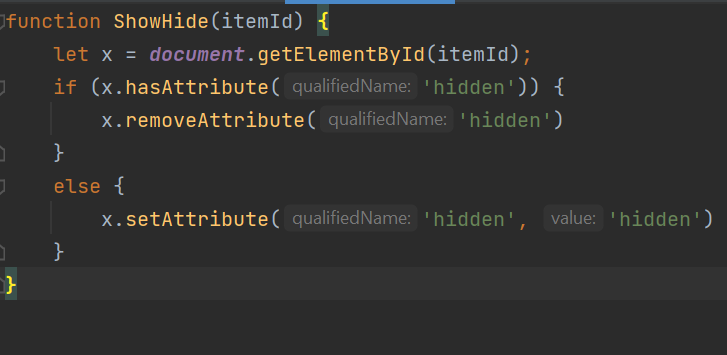 function ShowHide(itemId) {
let x = document.getElementById(itemId);
if (x.hasAttribute( qualifiedName: 'hidden')) {
x.removeAttribute( qualifiedName: 'hidden')
}
else {
x.setAttribute( qualifiedName: 'hidden', value: 'hidden')
}
}